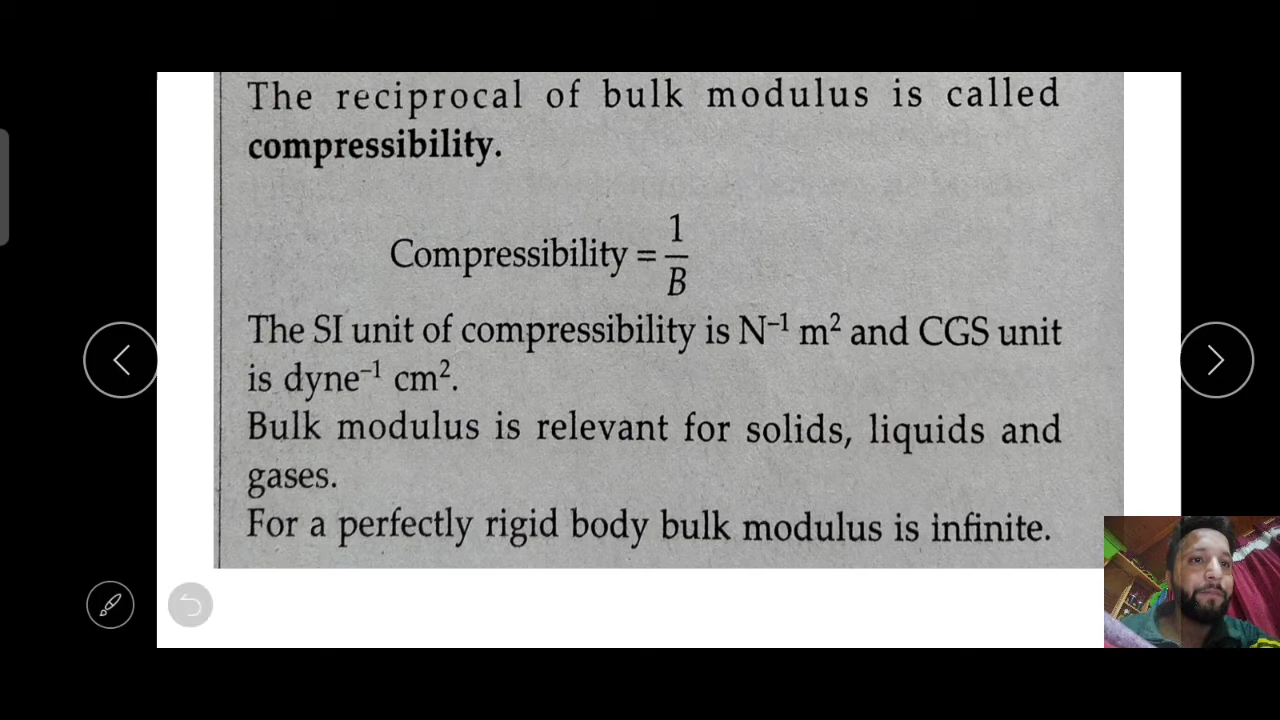 The reciprocal of bulk modulus is called
compressibility.
Compressibility = 1/B
The SI unit of compressibility is N⁻¹ m² and CGS unit
is dyne⁻¹ cm².
Bulk modulus is relevant for solids, liquids and
gases.
For a perfectly rigid body bulk modulus is infinite.